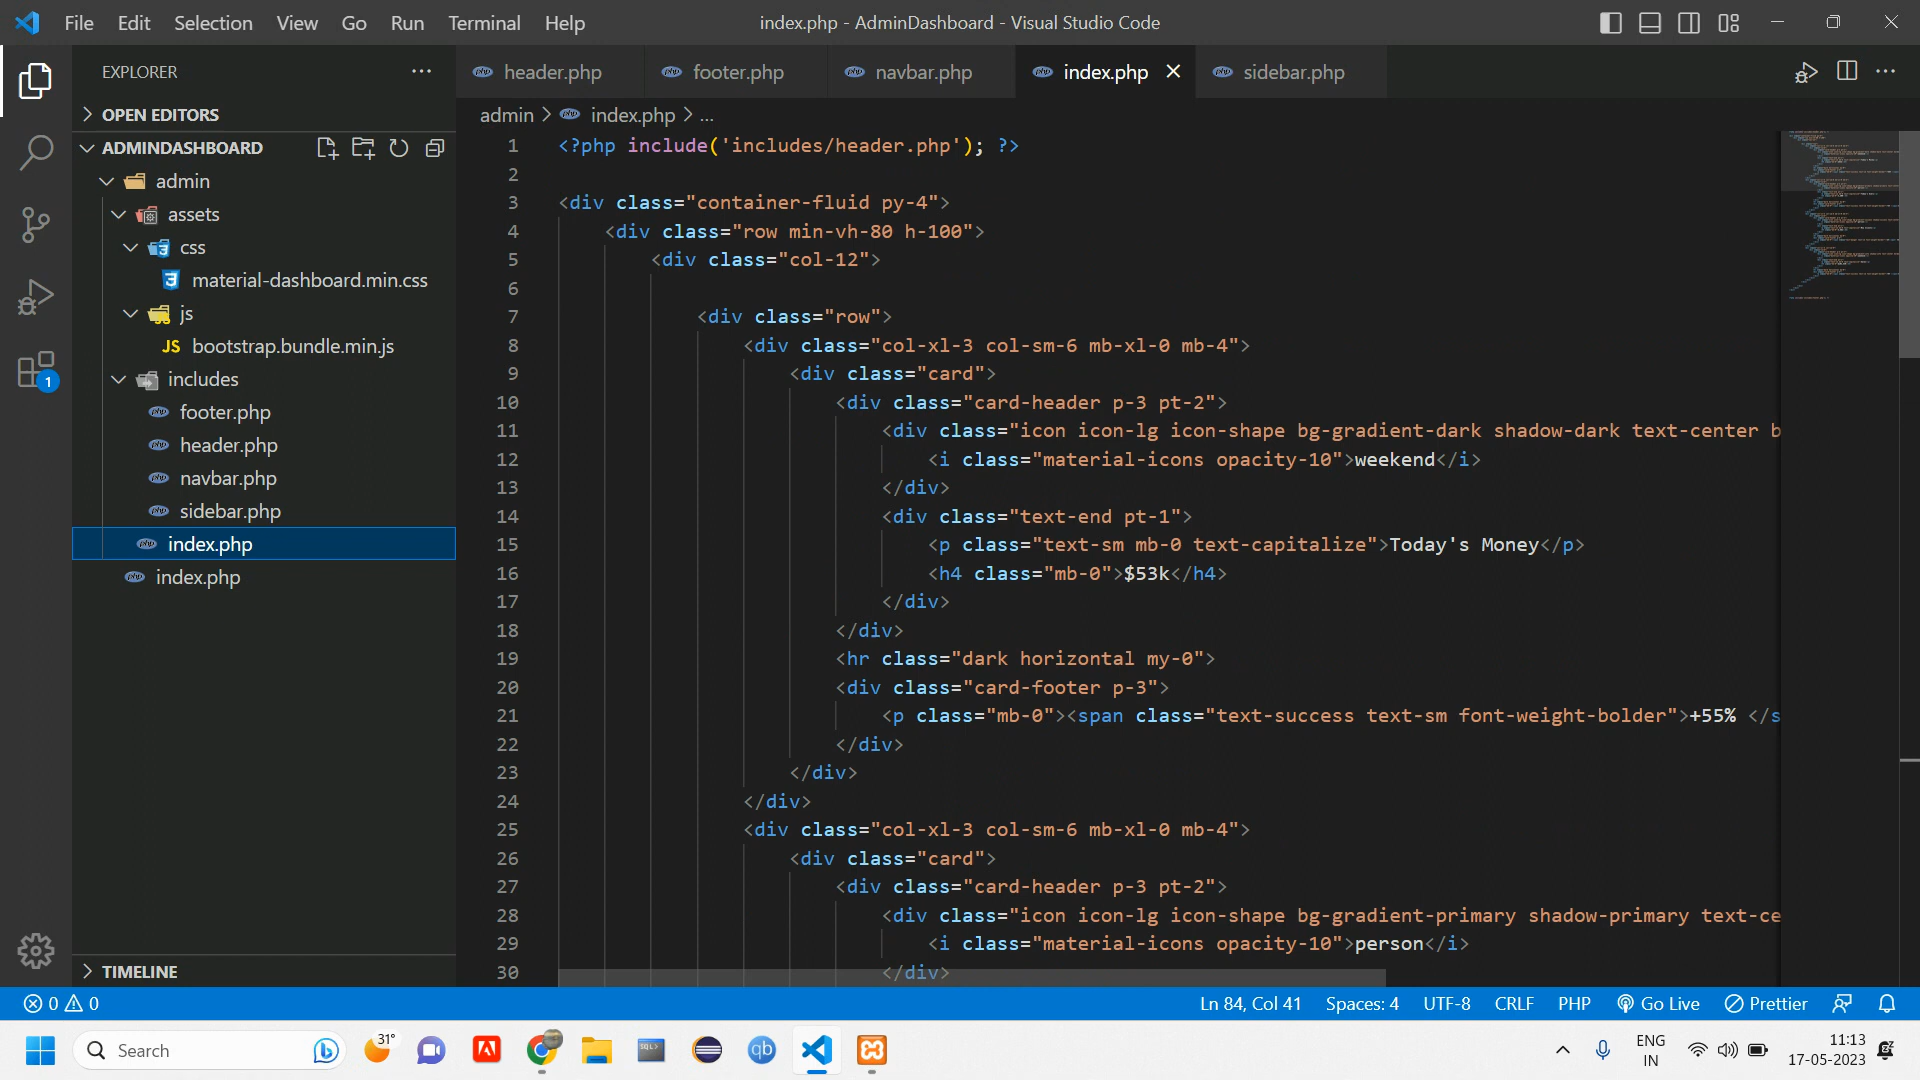 File Edit Selection View Go Run Terminal Help
index.php - AdminDashboard - Visual Studio Code
EXPLORER
OPEN EDITORS
ADMINDASHBOARD
admin
assets
css
material-dashboard.min.css
js
JS bootstrap.bundle.min.js
includes
footer.php
header.php
navbar.php
sidebar.php
index.php
index.php
TIMELINE
1
header.php footer.php navbar.php index.php sidebar.php
admin > index.php > ...
1 <?php include('includes/header.php'); ?>
2
3 <div class="container-fluid py-4">
4 <div class="row min-vh-80 h-100">
5 <div class="col-12">
6
7 <div class="row">
8 <div class="col-xl-3 col-sm-6 mb-xl-0 mb-4">
9 <div class="card">
10 <div class="card-header p-3 pt-2">
11 <div class="icon icon-lg icon-shape bg-gradient-dark shadow-dark text-center b
12 <i class="material-icons opacity-10">weekend</i>
13 </div>
14 <div class="text-end pt-1">
15 <p class="text-sm mb-0 text-capitalize">Today's Money</p>
16 <h4 class="mb-0">$53k</h4>
17 </div>
18 </div>
19 <hr class="dark horizontal my-0">
20 <div class="card-footer p-3">
21 <p class="mb-0"><span class="text-success text-sm font-weight-bolder">+55% </s
22 </div>
23 </div>
24 </div>
25 <div class="col-xl-3 col-sm-6 mb-xl-0 mb-4">
26 <div class="card">
27 <div class="card-header p-3 pt-2">
28 <div class="icon icon-lg icon-shape bg-gradient-primary shadow-primary text-ce
29 <i class="material-icons opacity-10">person</i>
30 </div>
0 0
Ln 84, Col 41 Spaces: 4 UTF-8 CRLF PHP Go Live Prettier
Search
31°
SQL>
qb
ENG
IN
11:13
17-05-2023